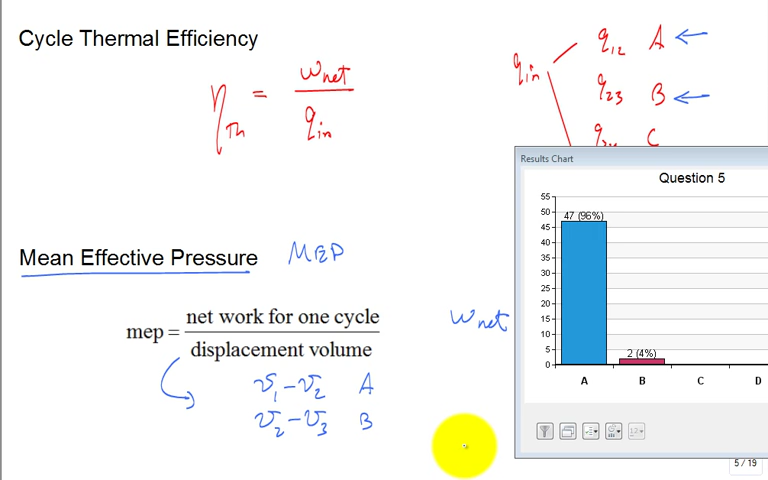 Cycle Thermal Efficiency
η_Th = w_net / q_in
q_in
q_12 A
q_23 B
C
Results Chart
Question 5
55
50
45
40
35
30
25
20
15
10
5
0
47 (96%)
2 (4%)
A B C D
Mean Effective Pressure MEP
mep = net work for one cycle
displacement volume
w_net
v_1 - v_2 A
v_2 - v_3 B
5 / 19